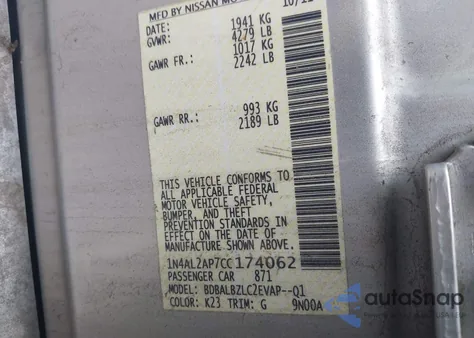 MFD BY NISSAN MO
DATE: 10/11
GVWR: 1941 KG
4279 LB
GAWR FR.: 1017 KG
2242 LB
GAWR RR.: 993 KG
2189 LB
THIS VEHICLE CONFORMS TO
ALL APPLICABLE FEDERAL
MOTOR VEHICLE SAFETY,
BUMPER, AND THEFT
PREVENTION STANDARDS IN
EFFECT ON THE DATE OF
MANUFACTURE SHOWN ABOVE.
1N4AL2AP7CC174062
PASSENGER CAR 871
MODEL: BDBALBZLC2EVAP--Q1
COLOR: K23 TRIM: G 9N00A
autoSnap